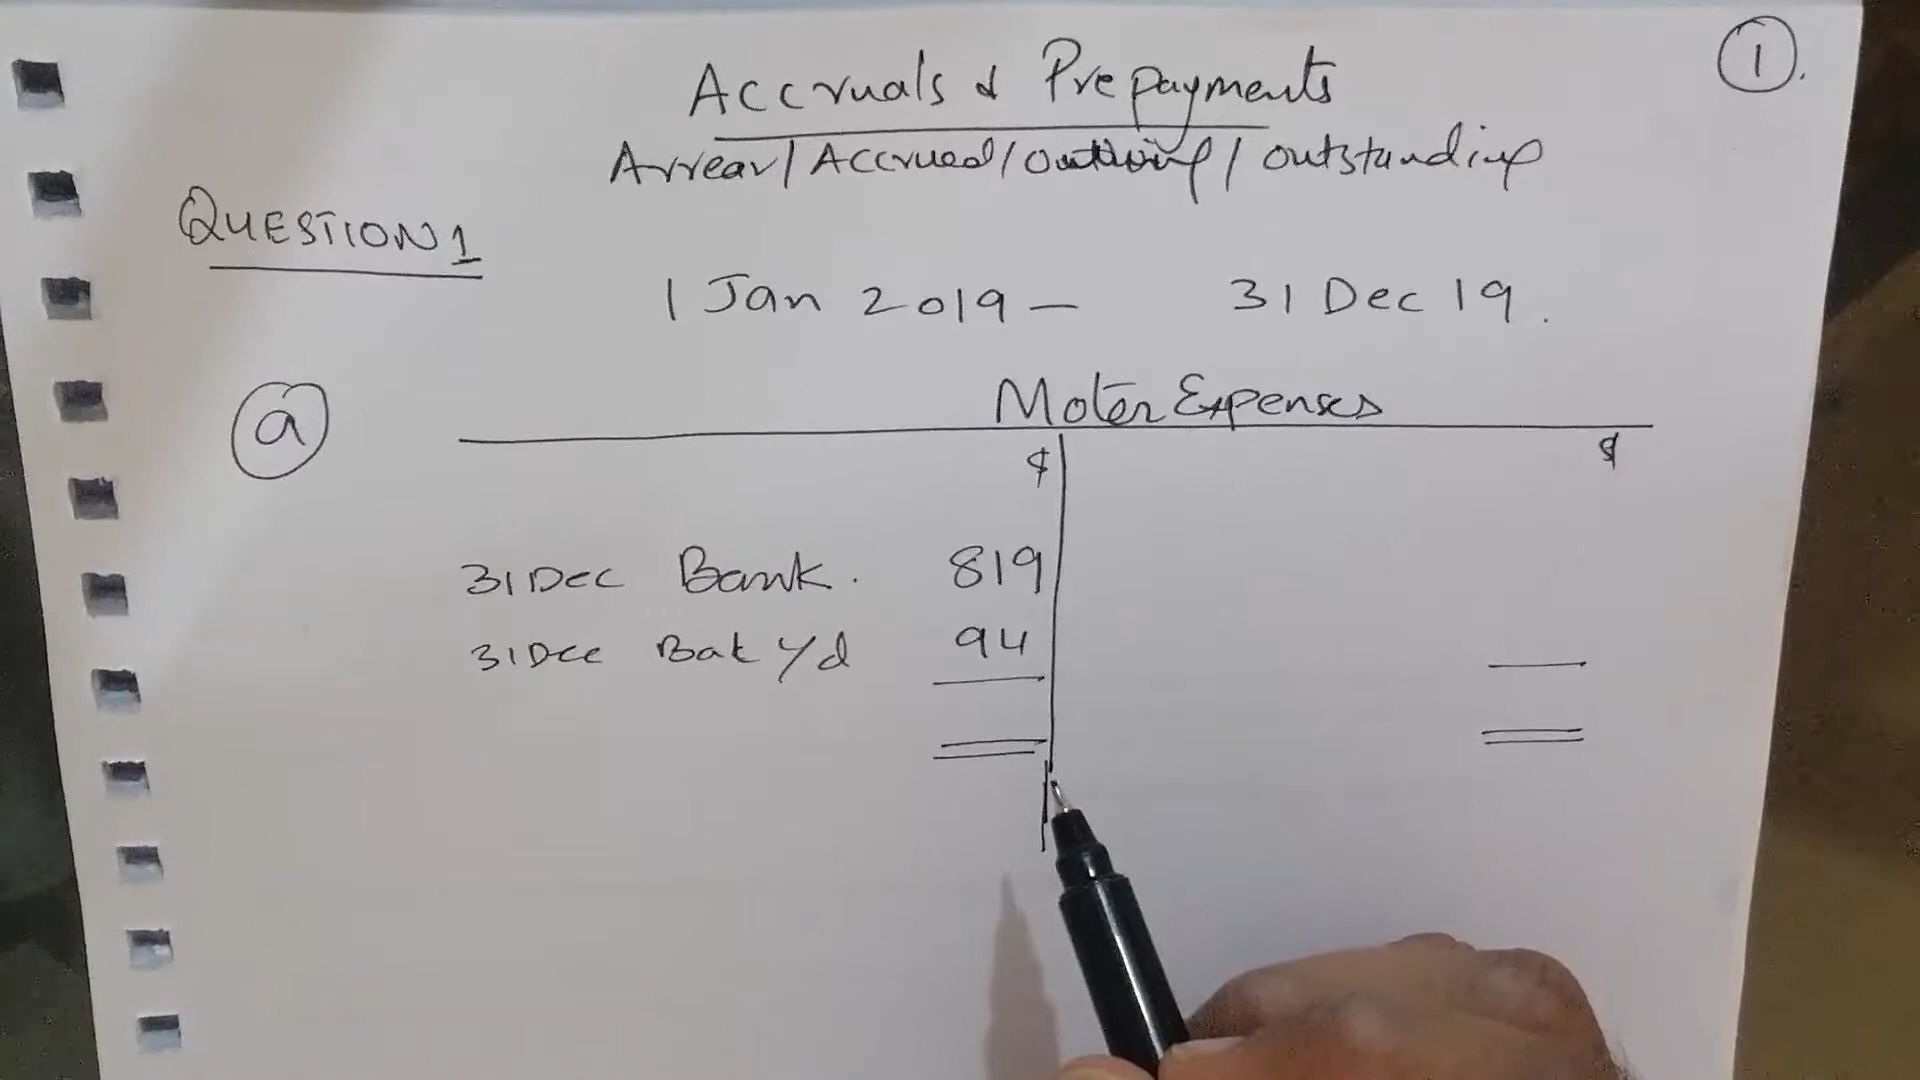 1
Accruals & Prepayments
Arrear / Accrued / / outstanding
QUESTION 1
1 Jan 2019 — 31 Dec 19.
a
Motor Expenses
$ $
31 Dec Bank. 819
31 Dec Bal c/d 94